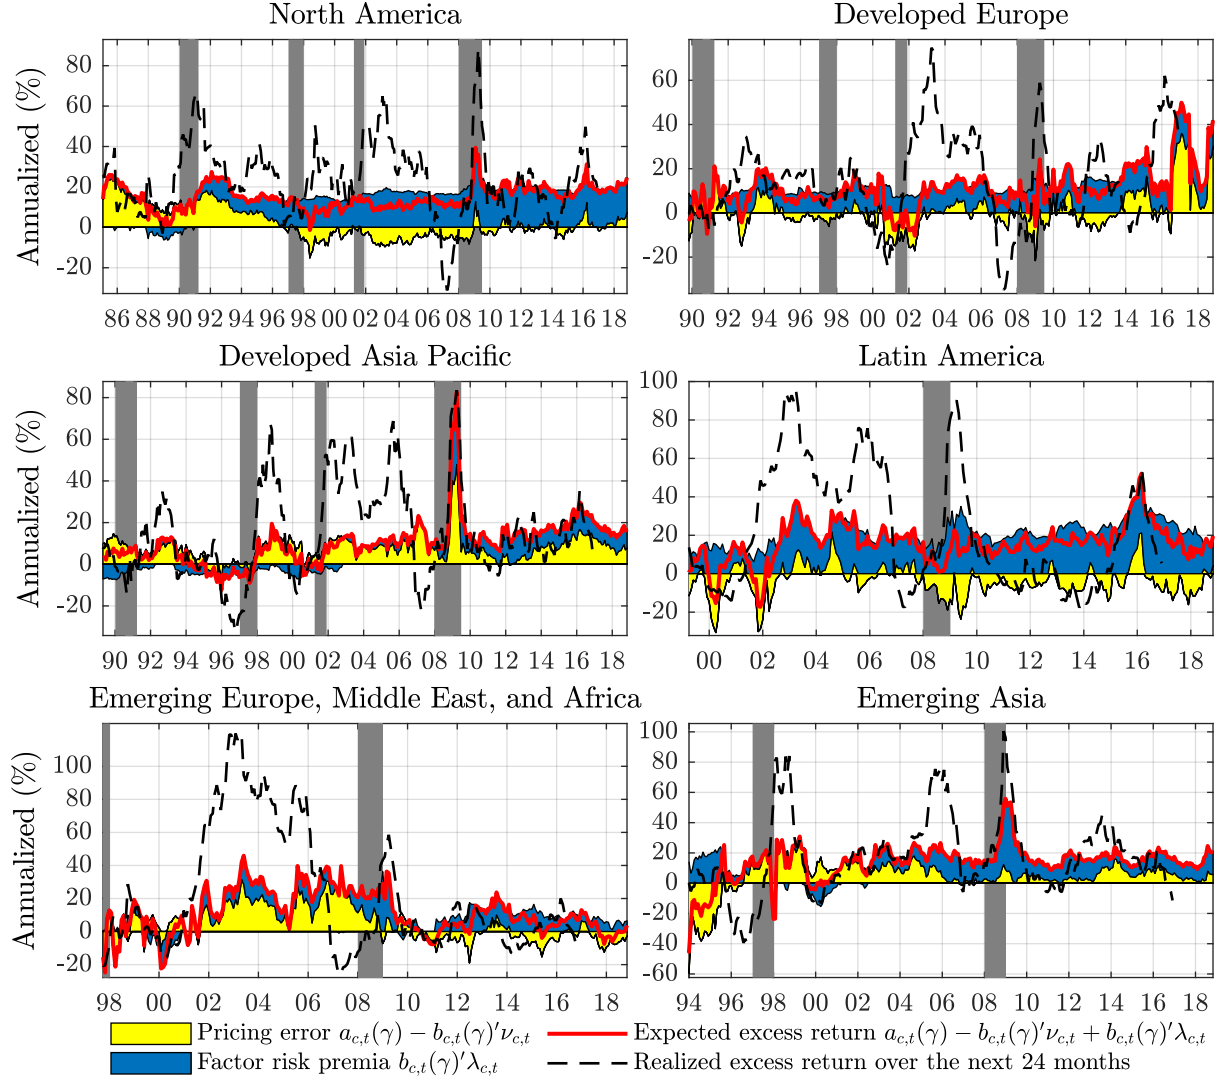 North America
Developed Europe
Annualized (%)
80
60
40
20
0
-20
60
40
20
0
-20
86 88 90 92 94 96 98 00 02 04 06 08 10 12 14 16 18
90 92 94 96 98 00 02 04 06 08 10 12 14 16 18
Developed Asia Pacific
Latin America
Annualized (%)
80
60
40
20
0
-20
100
80
60
40
20
0
-20
90 92 94 96 98 00 02 04 06 08 10 12 14 16 18
00 02 04 06 08 10 12 14 16 18
Emerging Europe, Middle East, and Africa
Emerging Asia
Annualized (%)
100
80
60
40
20
0
-20
100
80
60
40
20
0
-20
-40
-60
98 00 02 04 06 08 10 12 14 16 18
94 96 98 00 02 04 06 08 10 12 14 16 18
Pricing error a_{c,t}(γ) − b_{c,t}(γ)′ν_{c,t}
Expected excess return a_{c,t}(γ) − b_{c,t}(γ)′ν_{c,t} + b_{c,t}(γ)′λ_{c,t}
Factor risk premia b_{c,t}(γ)′λ_{c,t}
Realized excess return over the next 24 months